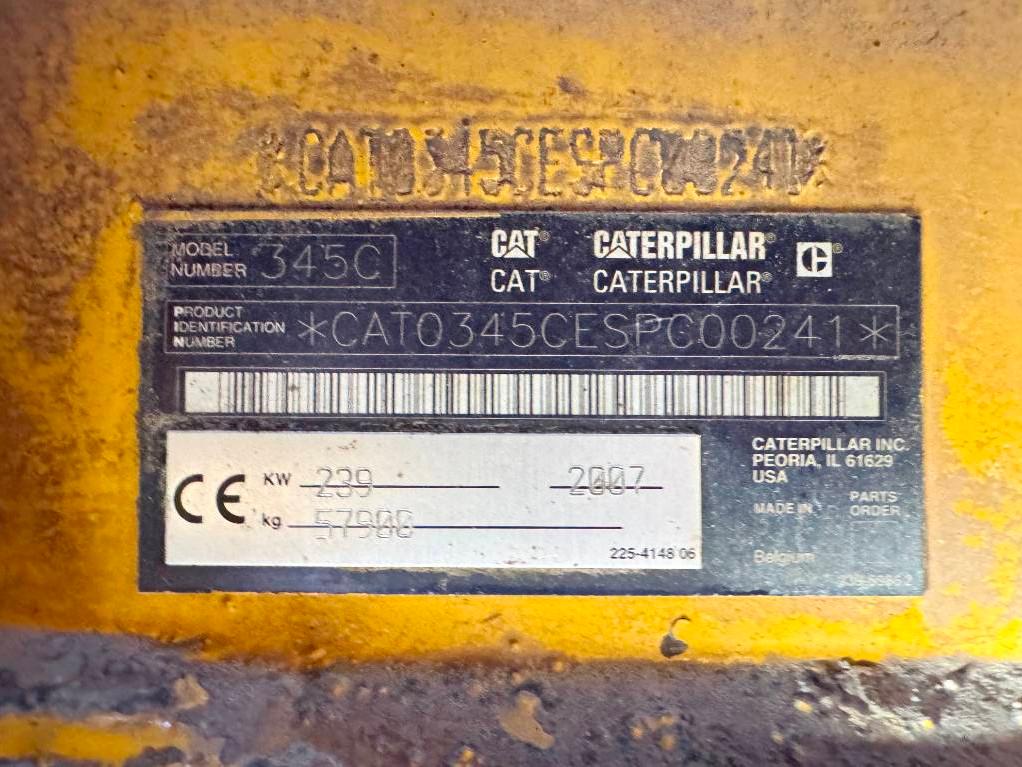 *CAT0345CESPC00241*
MODEL NUMBER 345C
CAT® CATERPILLAR®
CAT® CATERPILLAR®
PRODUCT IDENTIFICATION NUMBER *CAT0345CESPC00241*
CE KW 239 2007
kg 57900
225-4148 06
CATERPILLAR INC.
PEORIA, IL 61629
USA
MADE IN PARTS ORDER
Belgium